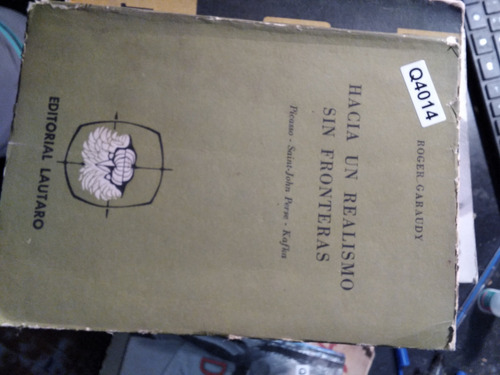 Q4014
ROGER GARAUDY
HACIA UN REALISMO
SIN FRONTERAS
Picasso - Saint-John Perse - Kafka
EDITORIAL LAUTARO